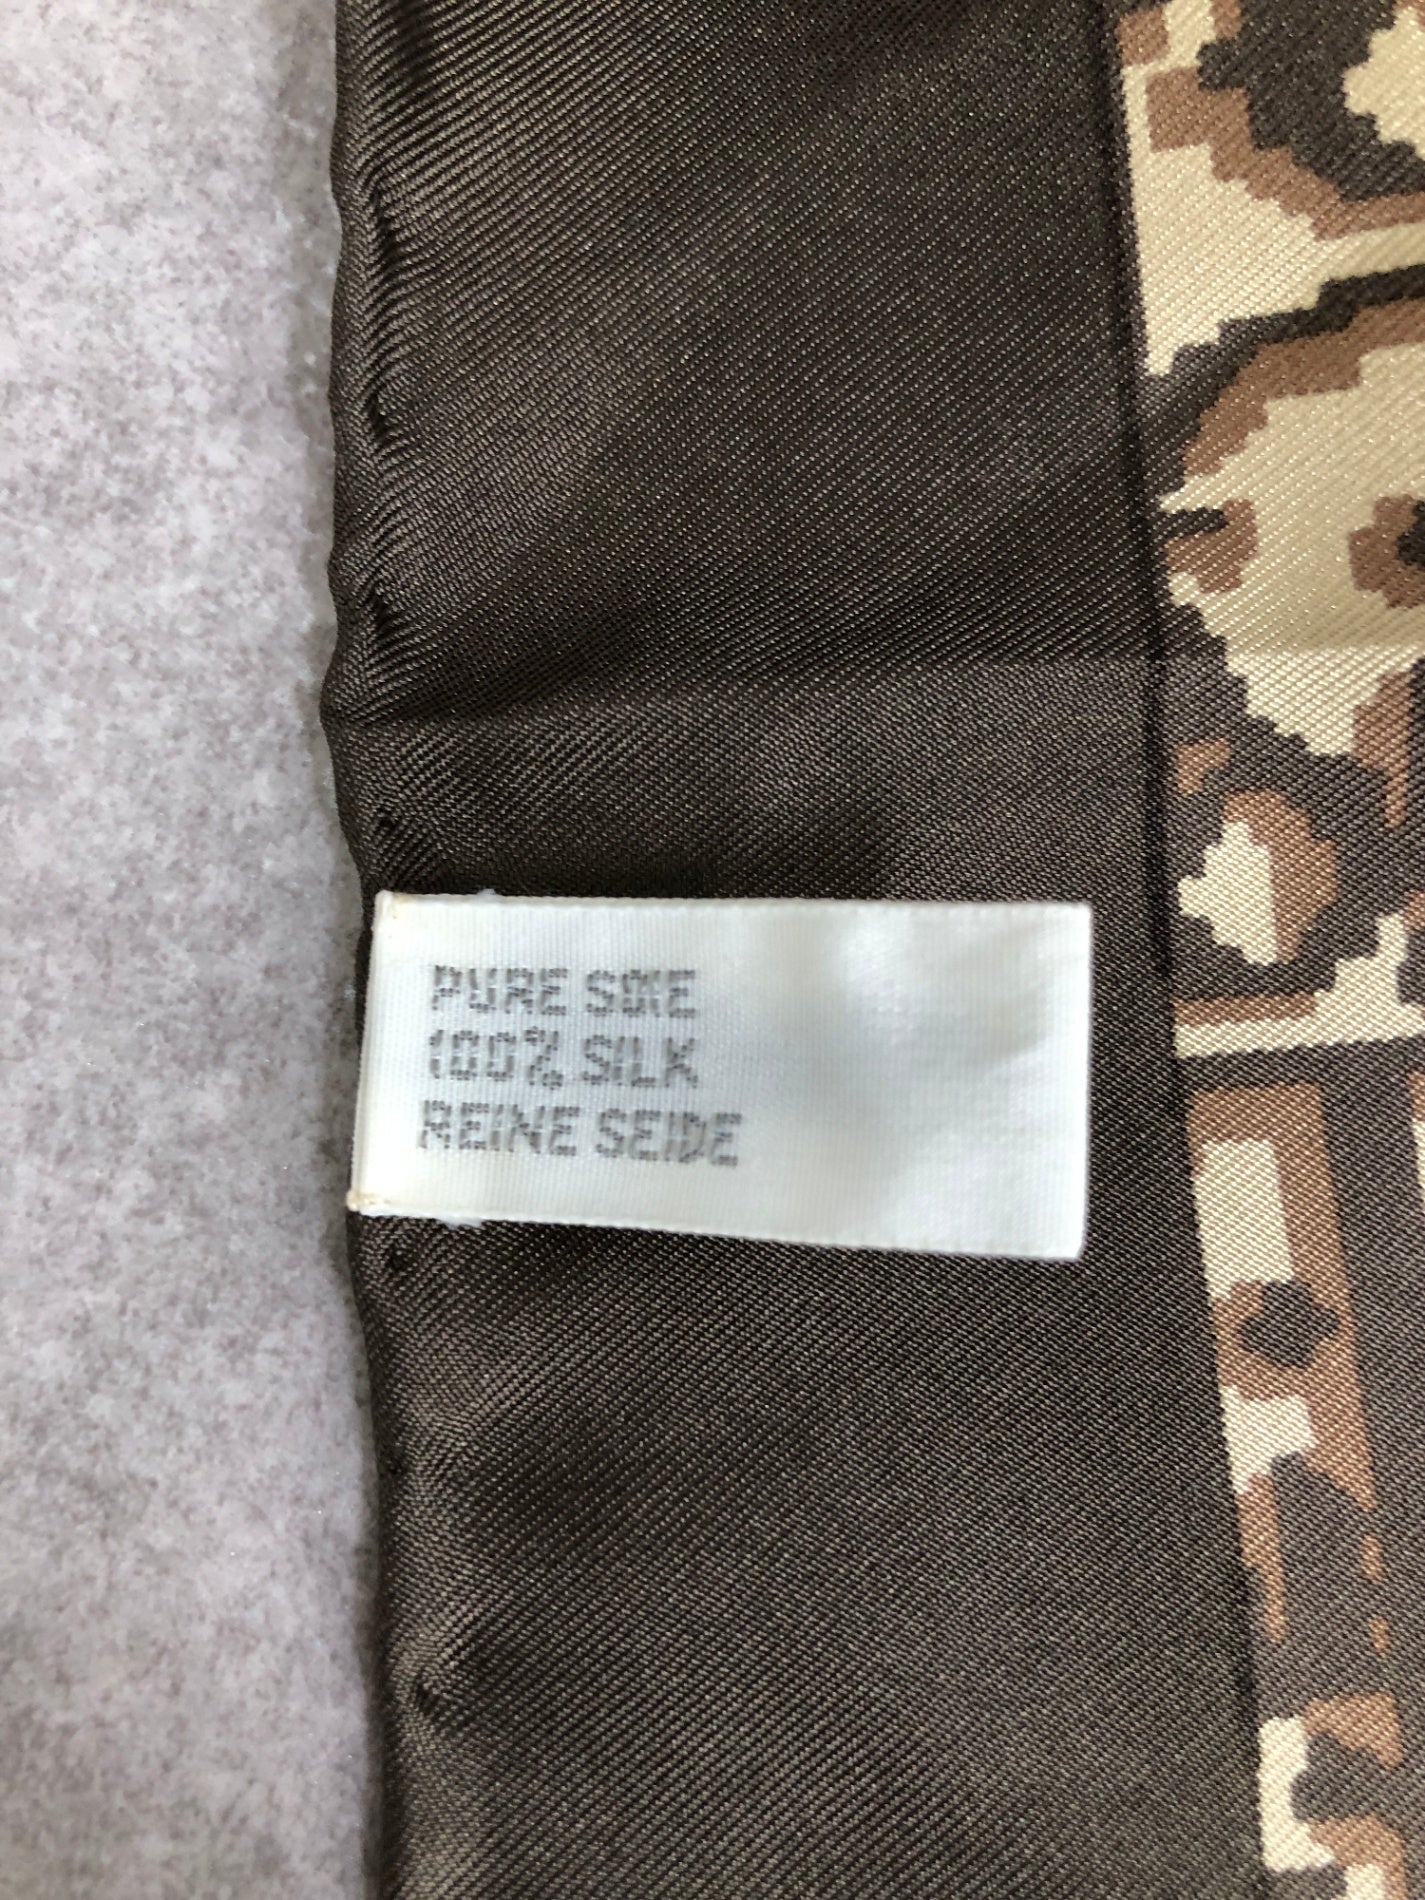 PURE SOIE
100% SILK
REINE SEIDE